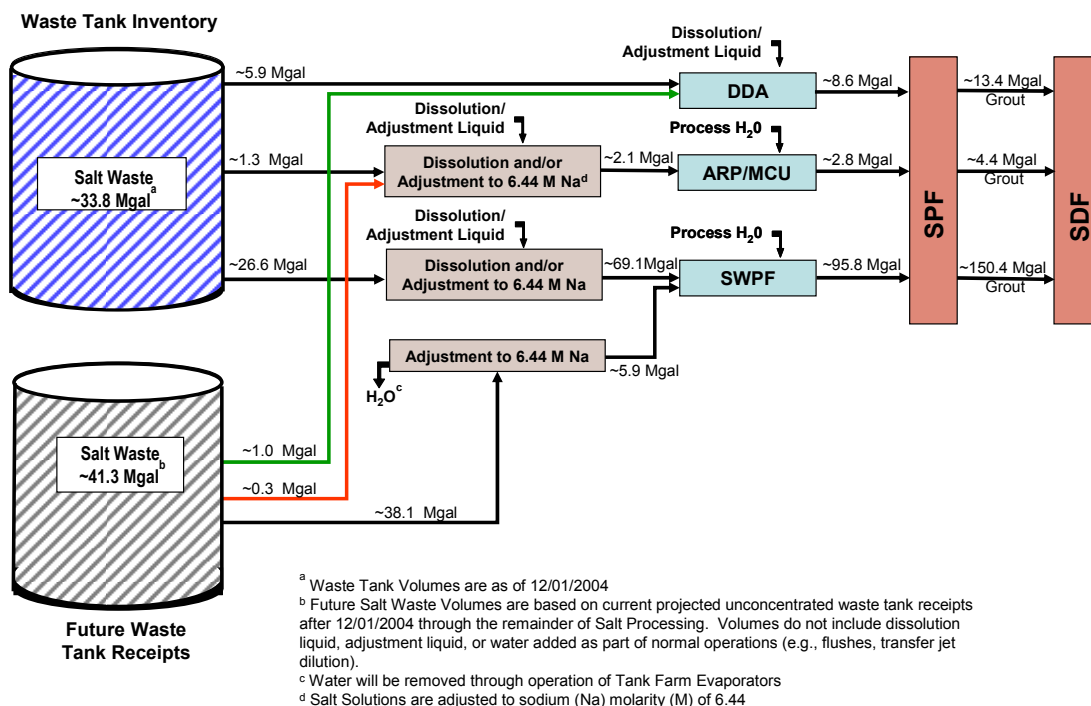 Waste Tank Inventory
Salt Waste
~33.8 Mgal a
~5.9 Mgal
Dissolution/
Adjustment Liquid
DDA
~8.6 Mgal
~13.4 Mgal
Grout
Dissolution/
Adjustment Liquid
~1.3 Mgal
Dissolution and/or
Adjustment to 6.44 M Na d
~2.1 Mgal
Process H20
ARP/MCU
~2.8 Mgal
~4.4 Mgal
Grout
Dissolution/
Adjustment Liquid
~26.6 Mgal
Dissolution and/or
Adjustment to 6.44 M Na
~69.1Mgal
Process H20
SWPF
~95.8 Mgal
~150.4 Mgal
Grout
SPF
SDF
Adjustment to 6.44 M Na
~5.9 Mgal
H2O c
Salt Waste
~41.3 Mgal b
~1.0 Mgal
~0.3 Mgal
~38.1 Mgal
Future Waste
Tank Receipts
a Waste Tank Volumes are as of 12/01/2004
b Future Salt Waste Volumes are based on current projected unconcentrated waste tank receipts
after 12/01/2004 through the remainder of Salt Processing. Volumes do not include dissolution
liquid, adjustment liquid, or water added as part of normal operations (e.g., flushes, transfer jet
dilution).
c Water will be removed through operation of Tank Farm Evaporators
d Salt Solutions are adjusted to sodium (Na) molarity (M) of 6.44